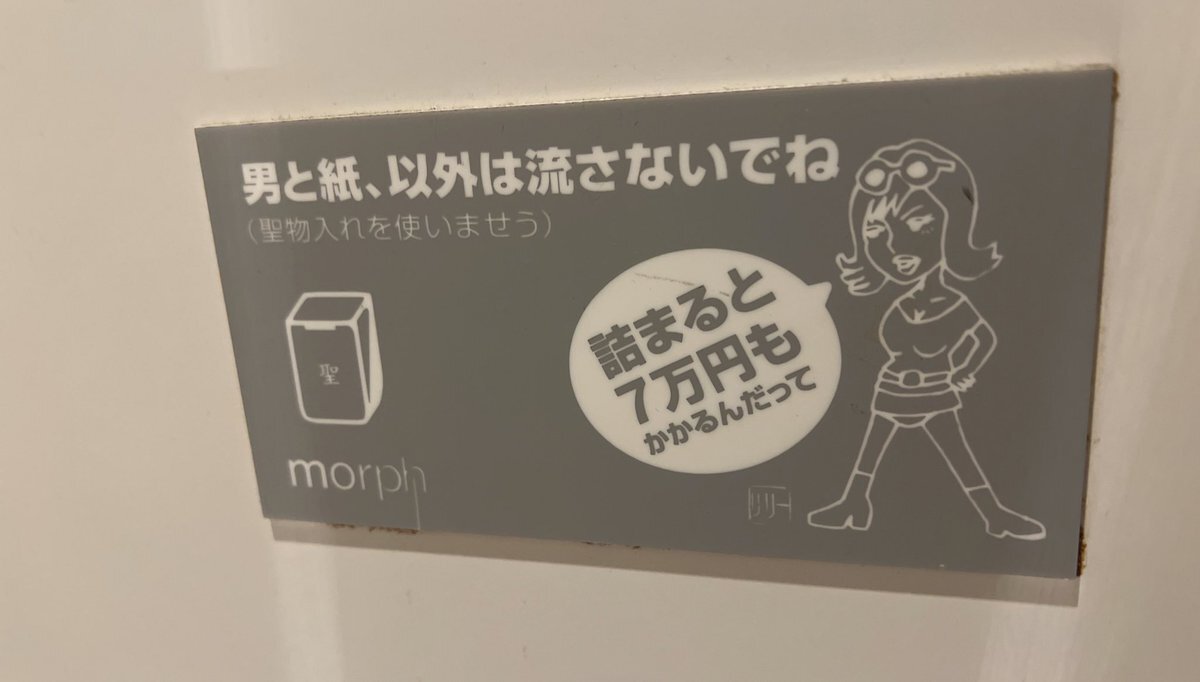 男と紙、以外は流さないでね
(聖物入れを使いませう)
聖
詰まると
7万円も
かかるんだって
morph